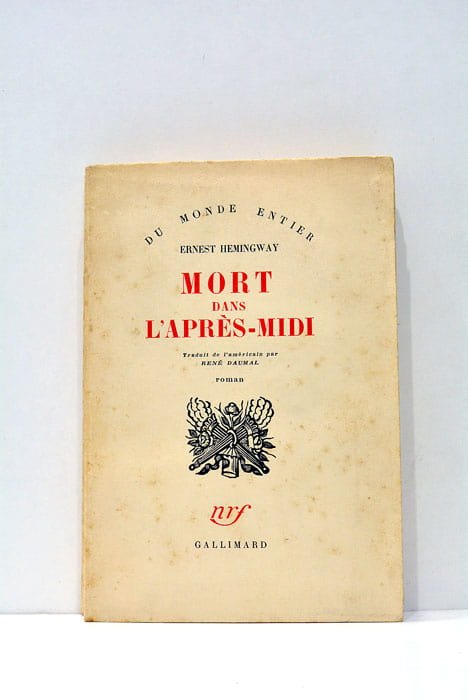 DU MONDE ENTIER
ERNEST HEMINGWAY
MORT
DANS
L'APRÈS-MIDI
Traduit de l'américain par
RENÉ DAUMAL
roman
nrf
GALLIMARD